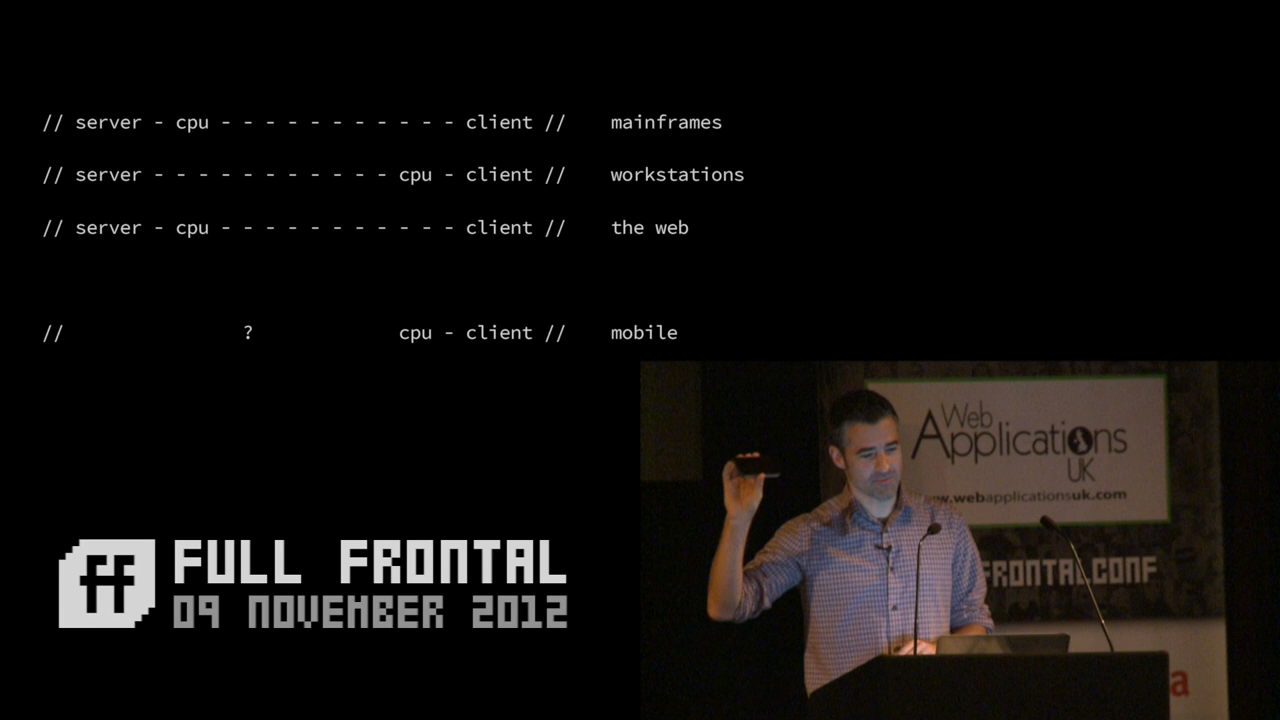 // server - cpu - - - - - - - - - - - client // mainframes
// server - - - - - - - - - - - cpu - client // workstations
// server - cpu - - - - - - - - - - - client // the web
// ? cpu - client // mobile
Web
Applications
UK
w.webapplicationsuk.com
FRONTALCONF
a
ff FULL FRONTAL
09 NOVEMBER 2012